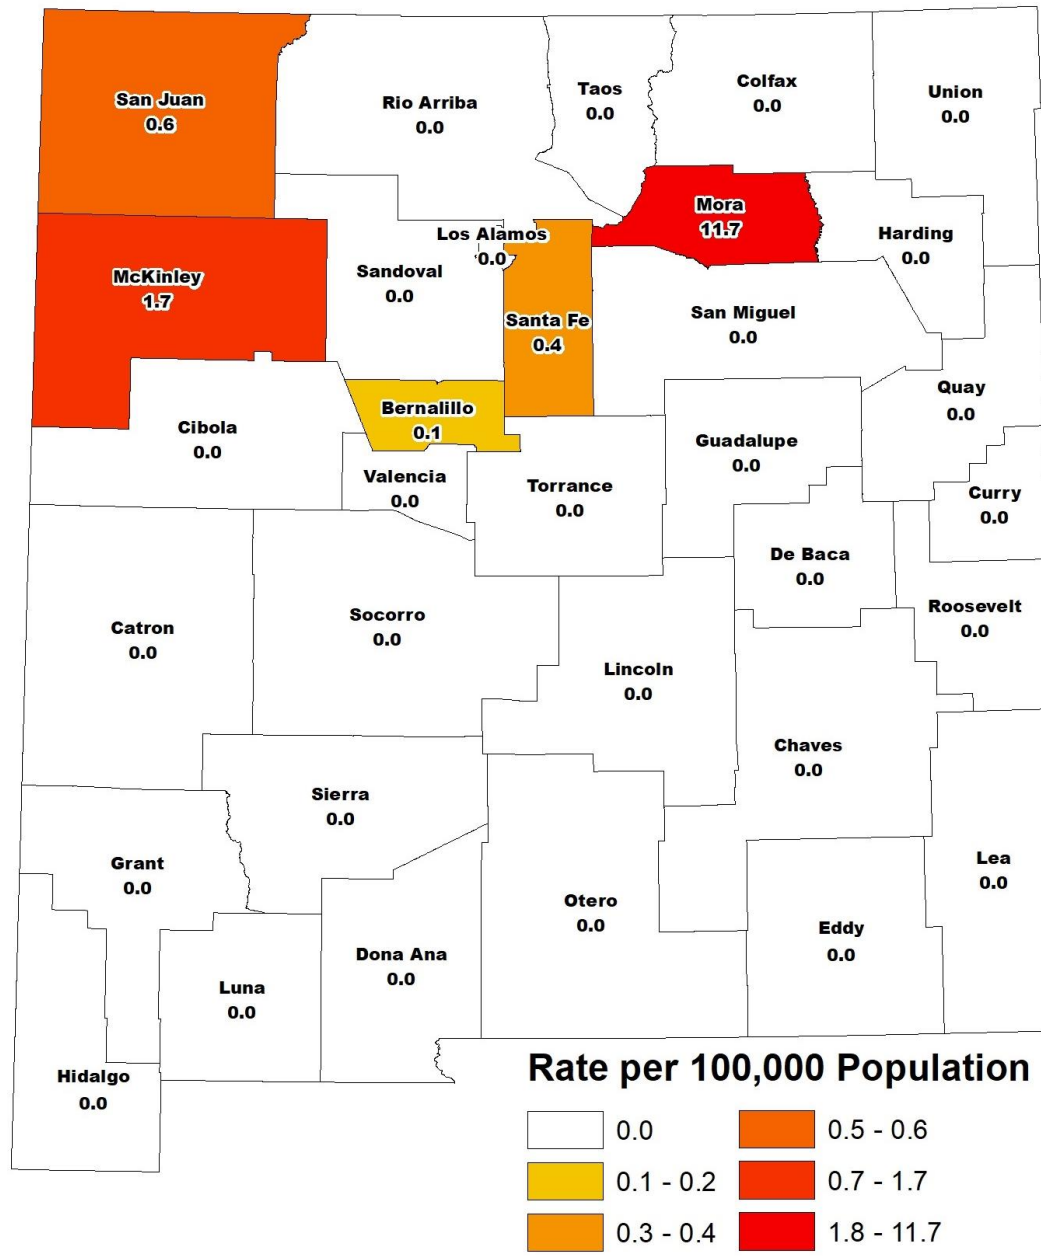 San Juan
0.6
Rio Arriba
0.0
Taos
0.0
Colfax
0.0
Union
0.0
Mora
11.7
Harding
0.0
Los Alamos
0.0
McKinley
1.7
Sandoval
0.0
Santa Fe
0.4
San Miguel
0.0
Quay
0.0
Bernalillo
0.1
Cibola
0.0
Guadalupe
0.0
Valencia
0.0
Torrance
0.0
Curry
0.0
De Baca
0.0
Roosevelt
0.0
Catron
0.0
Socorro
0.0
Lincoln
0.0
Chaves
0.0
Sierra
0.0
Grant
0.0
Lea
0.0
Otero
0.0
Eddy
0.0
Dona Ana
0.0
Luna
0.0
Hidalgo
0.0
Rate per 100,000 Population
0.0
0.1 - 0.2
0.3 - 0.4
0.5 - 0.6
0.7 - 1.7
1.8 - 11.7